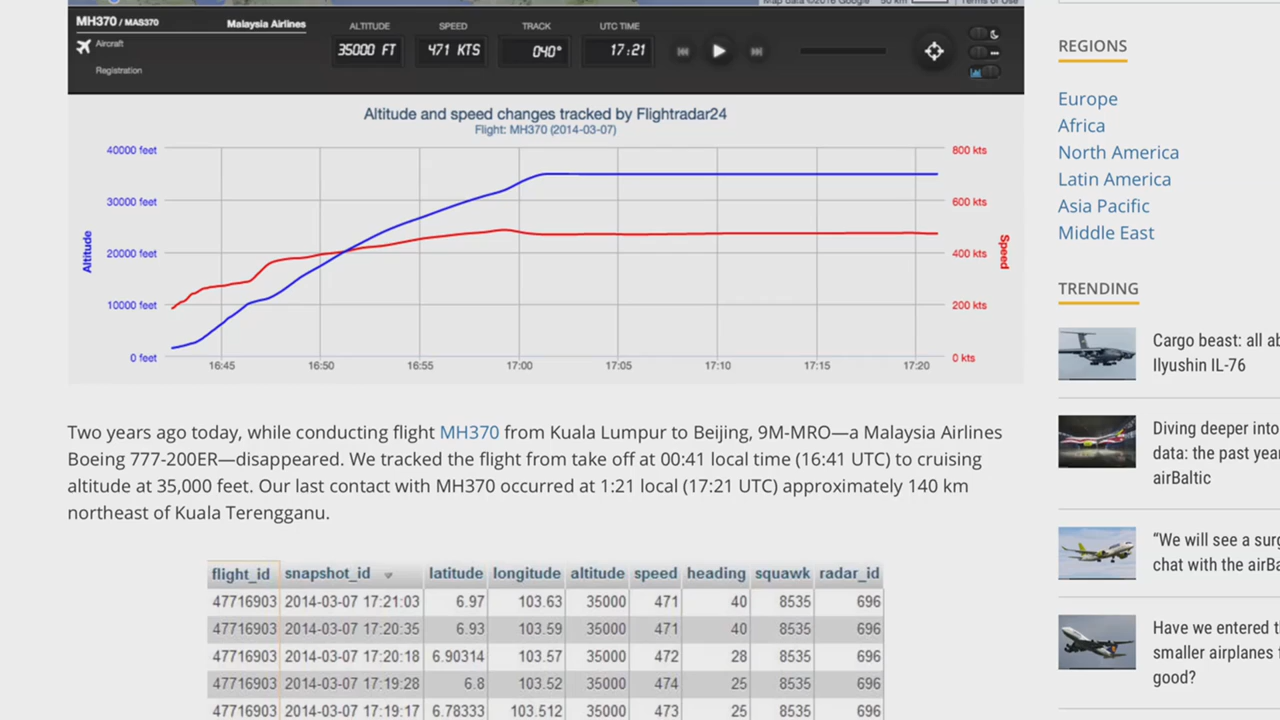 Map data ©2016 Google 50 km Terms of Use
MH370 / MAS370
Malaysia Airlines
Aircraft
Registration
ALTITUDE SPEED TRACK UTC TIME
35000 FT 471 KTS 040° 17:21
Altitude and speed changes tracked by Flightradar24
Flight: MH370 (2014-03-07)
40000 feet 800 kts
30000 feet 600 kts
20000 feet 400 kts
10000 feet 200 kts
0 feet 0 kts
Altitude
Speed
16:45 16:50 16:55 17:00 17:05 17:10 17:15 17:20
Two years ago today, while conducting flight MH370 from Kuala Lumpur to Beijing, 9M-MRO—a Malaysia Airlines
Boeing 777-200ER—disappeared. We tracked the flight from take off at 00:41 local time (16:41 UTC) to cruising
altitude at 35,000 feet. Our last contact with MH370 occurred at 1:21 local (17:21 UTC) approximately 140 km
northeast of Kuala Terengganu.
flight_id snapshot_id latitude longitude altitude speed heading squawk radar_id
47716903 2014-03-07 17:21:03 6.97 103.63 35000 471 40 8535 696
47716903 2014-03-07 17:20:35 6.93 103.59 35000 471 40 8535 696
47716903 2014-03-07 17:20:18 6.90314 103.57 35000 472 28 8535 696
47716903 2014-03-07 17:19:28 6.8 103.52 35000 474 25 8535 696
47716903 2014-03-07 17:19:17 6.78333 103.512 35000 473 25 8535 696
REGIONS
Europe
Africa
North America
Latin America
Asia Pacific
Middle East
TRENDING
Cargo beast: all ab
Ilyushin IL-76
Diving deeper into
data: the past year
airBaltic
“We will see a surg
chat with the airBa
Have we entered t
smaller airplanes
good?